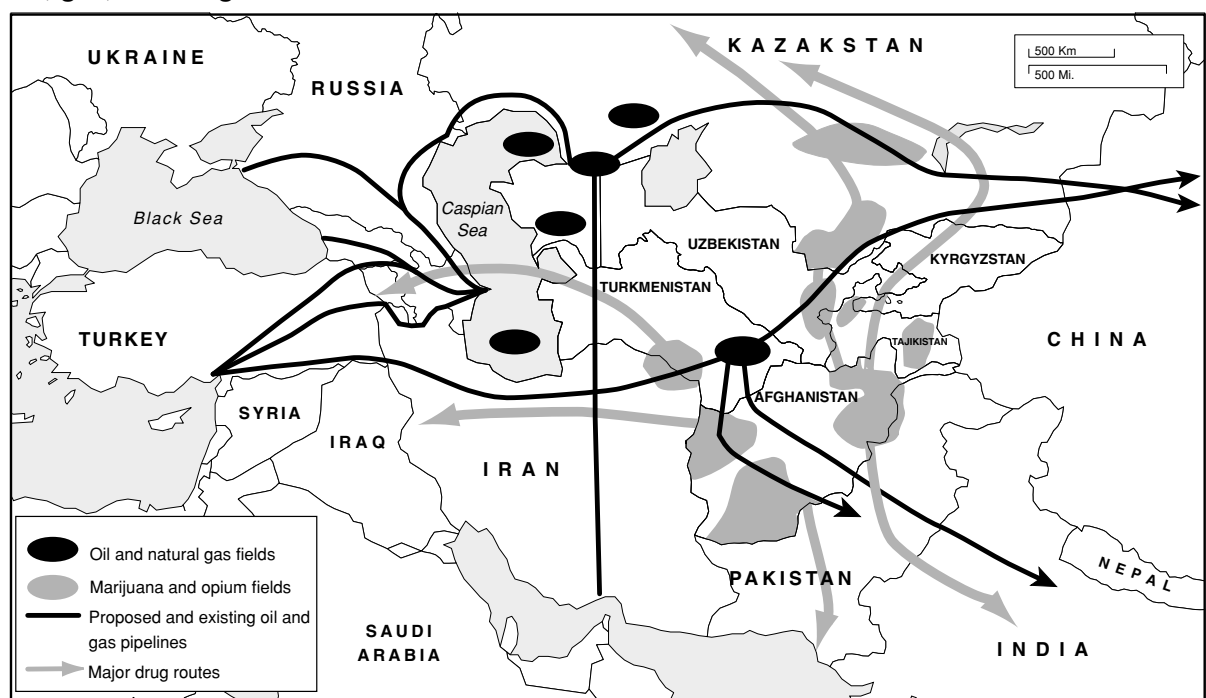 UKRAINE
KAZAKSTAN
500 Km
500 Mi.
RUSSIA
Black Sea
Caspian
Sea
UZBEKISTAN
KYRGYZSTAN
TURKMENISTAN
TURKEY
TAJIKISTAN
CHINA
AFGHANISTAN
SYRIA
IRAQ
IRAN
Oil and natural gas fields
Marijuana and opium fields
Proposed and existing oil and
gas pipelines
Major drug routes
PAKISTAN
NEPAL
SAUDI
ARABIA
INDIA